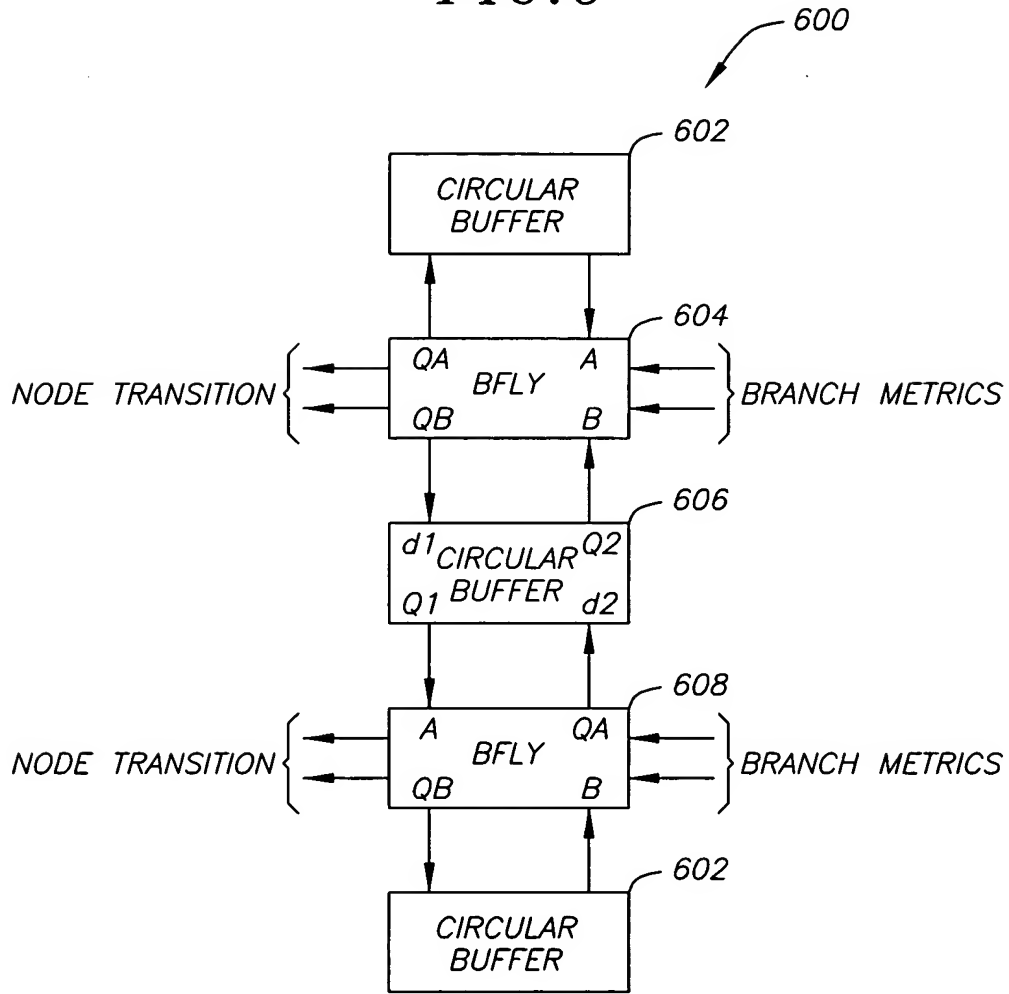 600
602
CIRCULAR
BUFFER
604
QA A
NODE TRANSITION BFLY BRANCH METRICS
QB B
606
d1 CIRCULAR Q2
Q1 BUFFER d2
608
A QA
NODE TRANSITION BFLY BRANCH METRICS
QB B
602
CIRCULAR
BUFFER